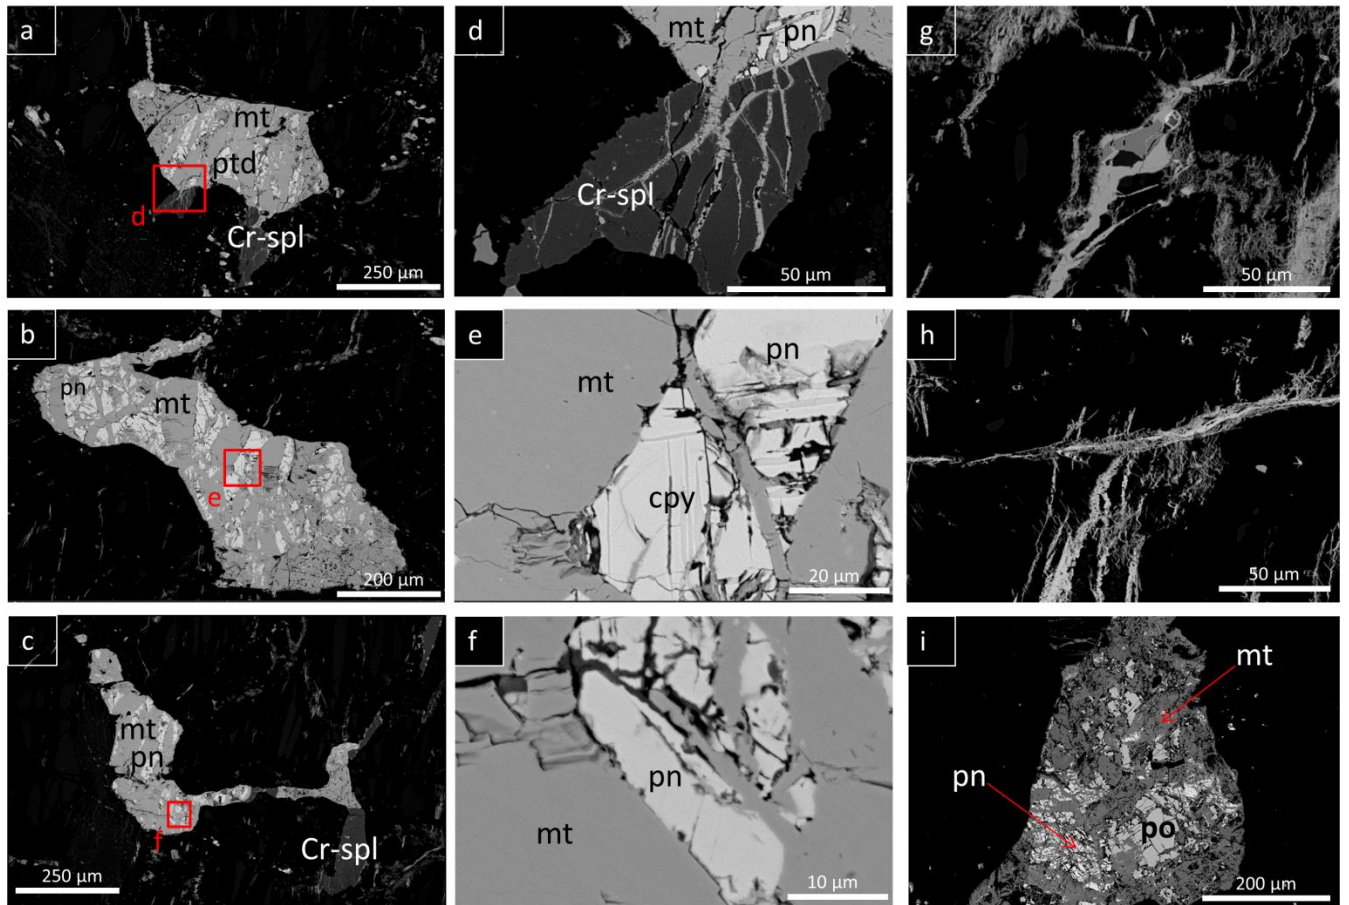 a
mt
ptd
d
Cr-spl
250 µm
d
mt
pn
Cr-spl
50 µm
g
50 µm
b
pn
mt
e
200 µm
e
mt
pn
cpy
20 µm
h
50 µm
c
mt
pn
f
Cr-spl
250 µm
f
pn
mt
10 µm
i
mt
pn
po
200 µm